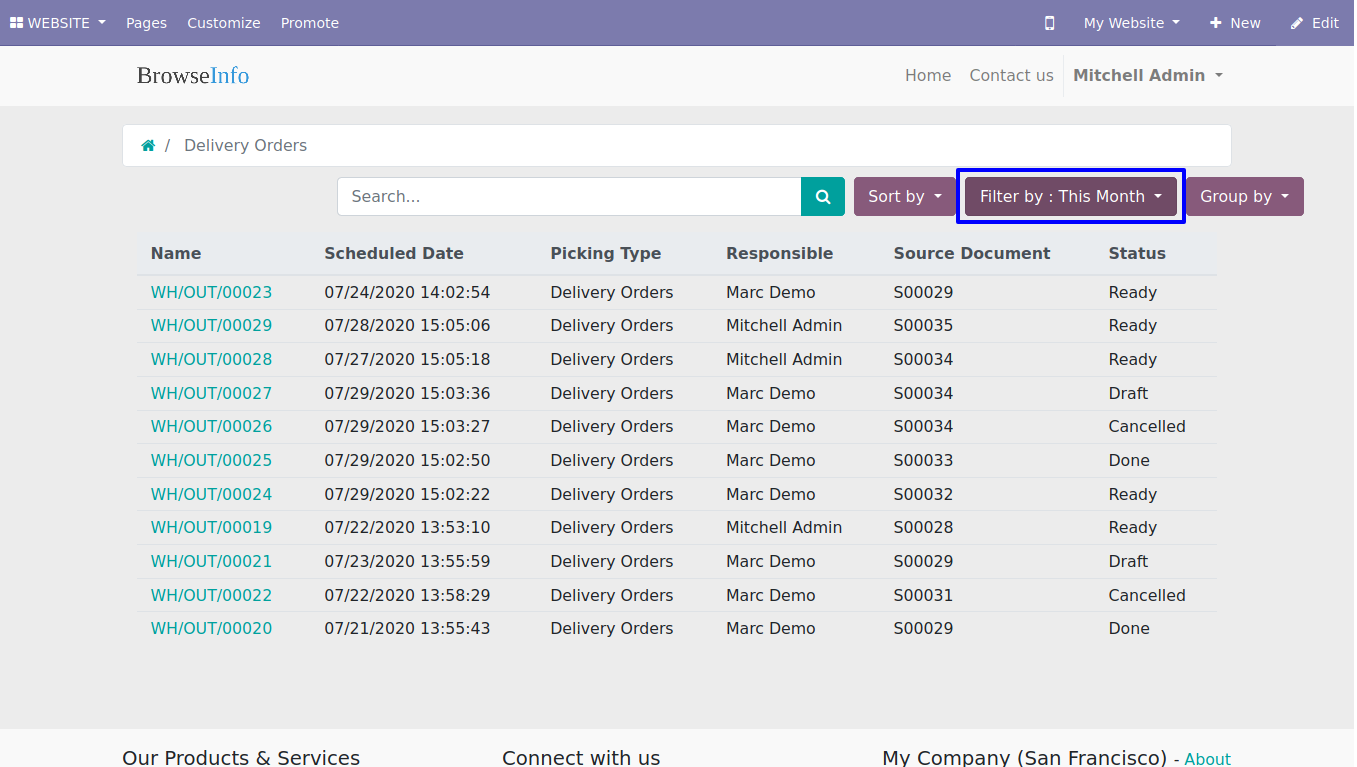 WEBSITE Pages Customize Promote My Website New Edit
BrowseInfo Home Contact us Mitchell Admin
/ Delivery Orders
Search... Sort by Filter by : This Month Group by
Name Scheduled Date Picking Type Responsible Source Document Status
WH/OUT/00023 07/24/2020 14:02:54 Delivery Orders Marc Demo S00029 Ready
WH/OUT/00029 07/28/2020 15:05:06 Delivery Orders Mitchell Admin S00035 Ready
WH/OUT/00028 07/27/2020 15:05:18 Delivery Orders Mitchell Admin S00034 Ready
WH/OUT/00027 07/29/2020 15:03:36 Delivery Orders Marc Demo S00034 Draft
WH/OUT/00026 07/29/2020 15:03:27 Delivery Orders Marc Demo S00034 Cancelled
WH/OUT/00025 07/29/2020 15:02:50 Delivery Orders Marc Demo S00033 Done
WH/OUT/00024 07/29/2020 15:02:22 Delivery Orders Marc Demo S00032 Ready
WH/OUT/00019 07/22/2020 13:53:10 Delivery Orders Mitchell Admin S00028 Ready
WH/OUT/00021 07/23/2020 13:55:59 Delivery Orders Marc Demo S00029 Draft
WH/OUT/00022 07/22/2020 13:58:29 Delivery Orders Marc Demo S00031 Cancelled
WH/OUT/00020 07/21/2020 13:55:43 Delivery Orders Marc Demo S00029 Done
Our Products & Services Connect with us My Company (San Francisco) - About